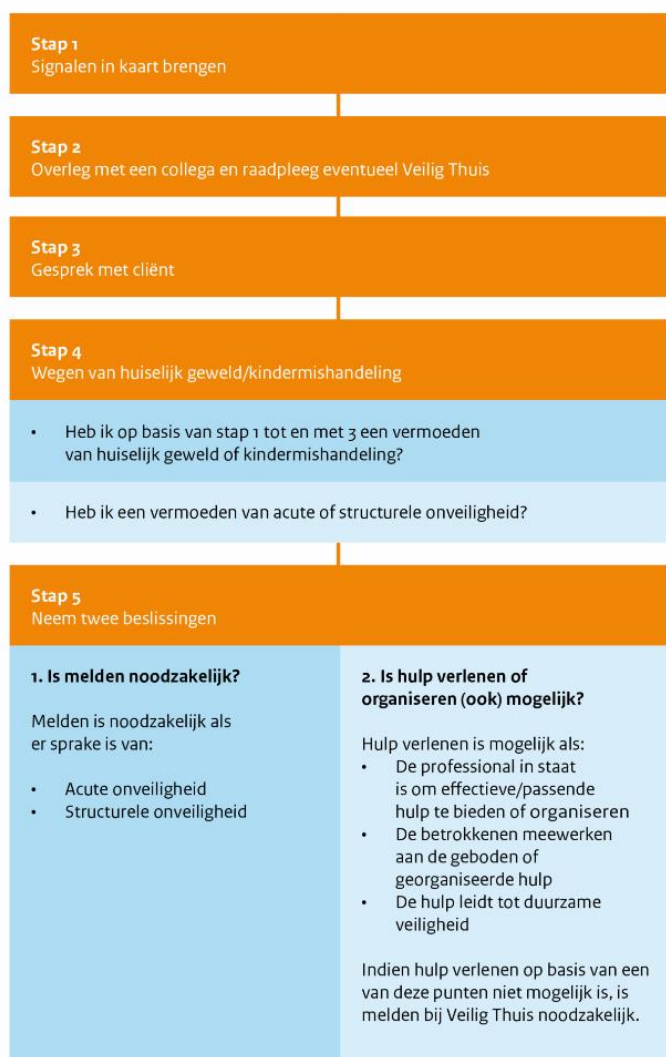 Stap 1
Signalen in kaart brengen
Stap 2
Overleg met een collega en raadpleeg eventueel Veilig Thuis
Stap 3
Gesprek met cliënt
Stap 4
Wegen van huiselijk geweld/kindermishandeling
• Heb ik op basis van stap 1 tot en met 3 een vermoeden
van huiselijk geweld of kindermishandeling?
• Heb ik een vermoeden van acute of structurele onveiligheid?
Stap 5
Neem twee beslissingen
1. Is melden noodzakelijk?
Melden is noodzakelijk als
er sprake is van:
• Acute onveiligheid
• Structurele onveiligheid
2. Is hulp verlenen of
organiseren (ook) mogelijk?
Hulp verlenen is mogelijk als:
• De professional in staat
is om effectieve/passende
hulp te bieden of organiseren
• De betrokkenen meewerken
aan de geboden of
georganiseerde hulp
• De hulp leidt tot duurzame
veiligheid
Indien hulp verlenen op basis van een
van deze punten niet mogelijk is, is
melden bij Veilig Thuis noodzakelijk.